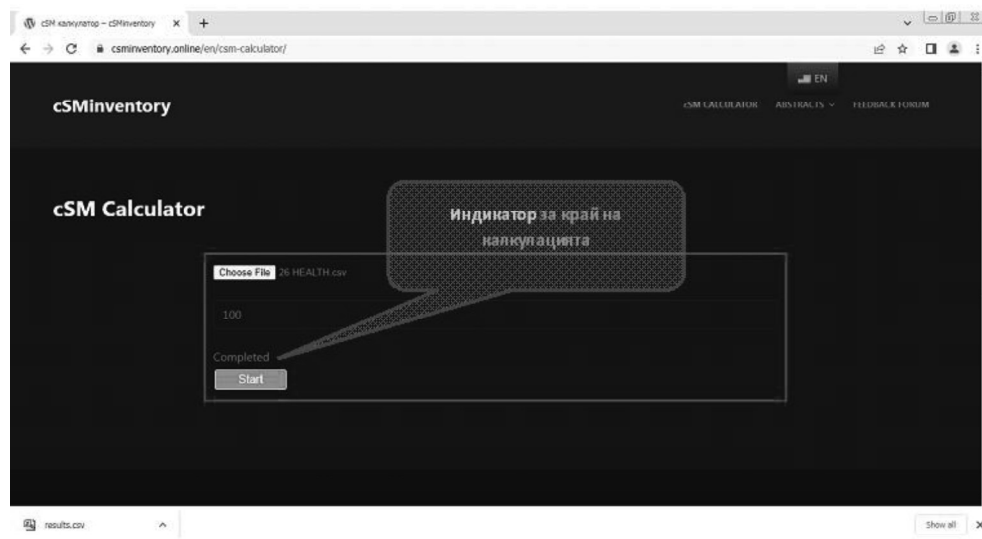 cSM калкулатор – cSMinventory
csminventory.online/en/csm-calculator/
EN
cSMinventory
cSM CALCULATOR ABSTRACTS FEEDBACK FORUM
cSM Calculator
Индикатор за край на
калкулацията
Choose File 26 HEALTH.csv
100
Completed
Start
results.csv
Show all